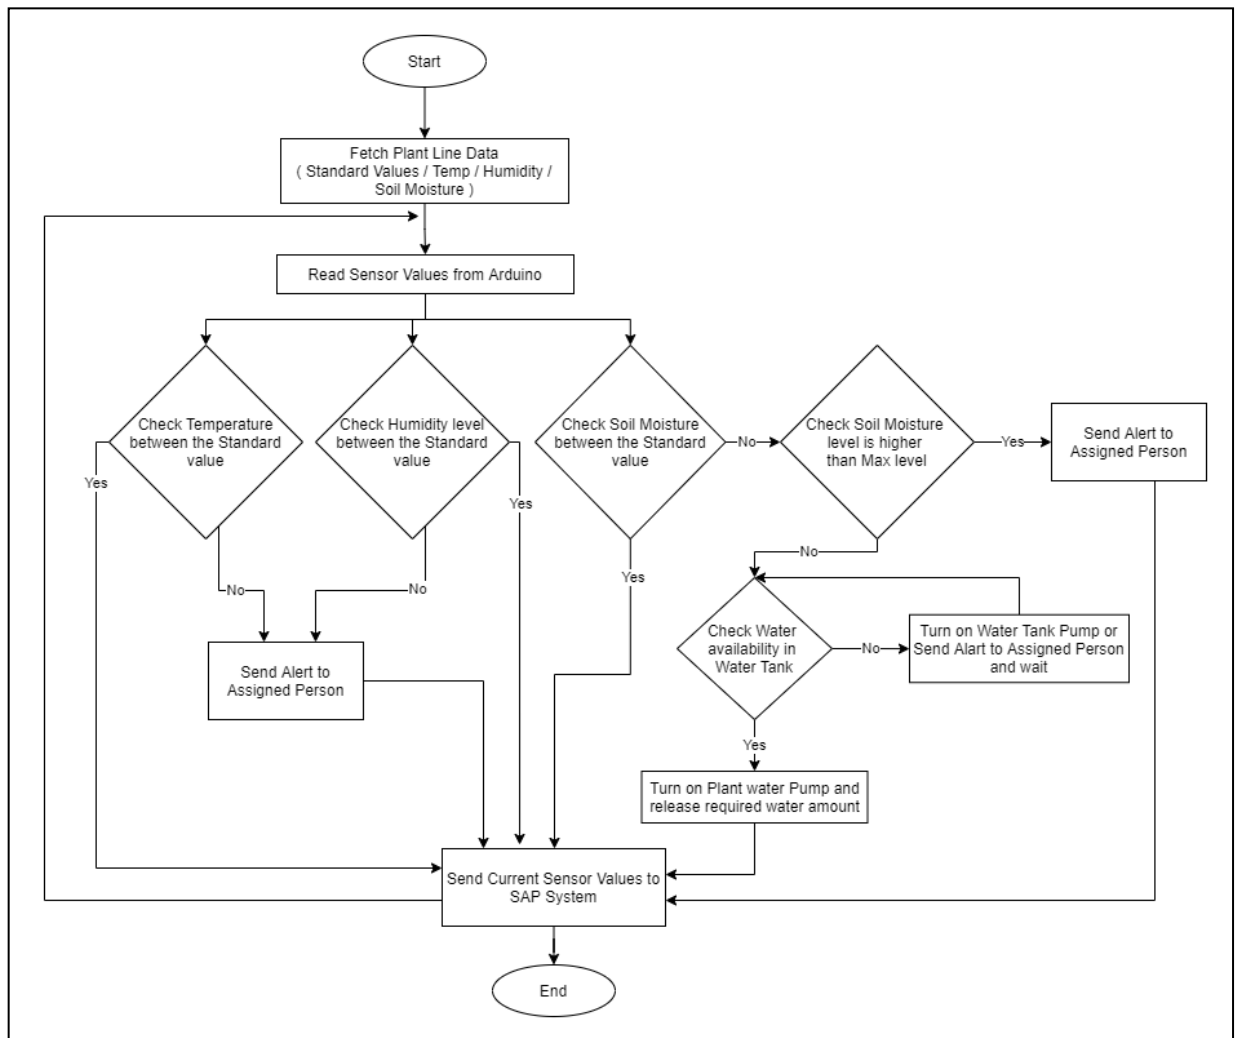 Start
Fetch Plant Line Data
( Standard Values / Temp / Humidity /
Soil Moisture )
Read Sensor Values from Arduino
Check Temperature
between the Standard
value
Check Humidity level
between the Standard
value
Check Soil Moisture
between the Standard
value
No
Check Soil Moisture
level is higher
than Max level
Yes
Send Alert to
Assigned Person
Yes
Yes
No
Yes
No
No
Check Water
availability in
Water Tank
No
Turn on Water Tank Pump or
Send Alert to Assigned Person
and wait
Send Alert to
Assigned Person
Yes
Turn on Plant water Pump and
release required water amount
Send Current Sensor Values to
SAP System
End